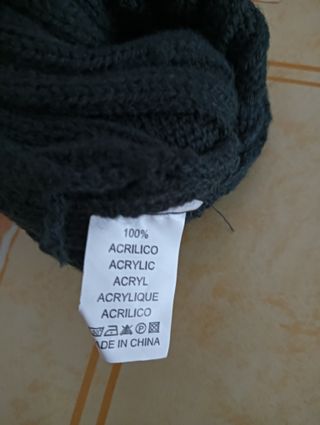 100%
ACRILICO
ACRYLIC
ACRYL
ACRYLIQUE
ACRILICO
ADE IN CHINA